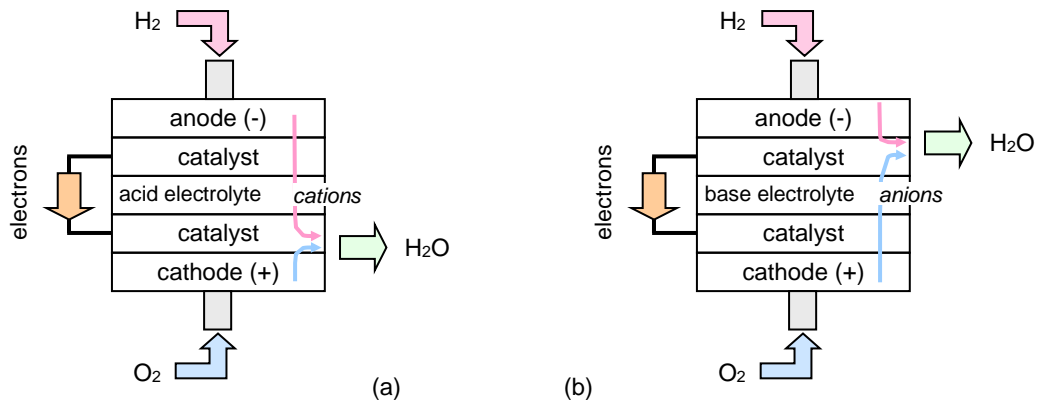 H2
anode (-)
catalyst
acid electrolyte
cations
catalyst
cathode (+)
electrons
H2O
O2
(a)
H2
anode (-)
catalyst
base electrolyte
anions
catalyst
cathode (+)
electrons
H2O
O2
(b)